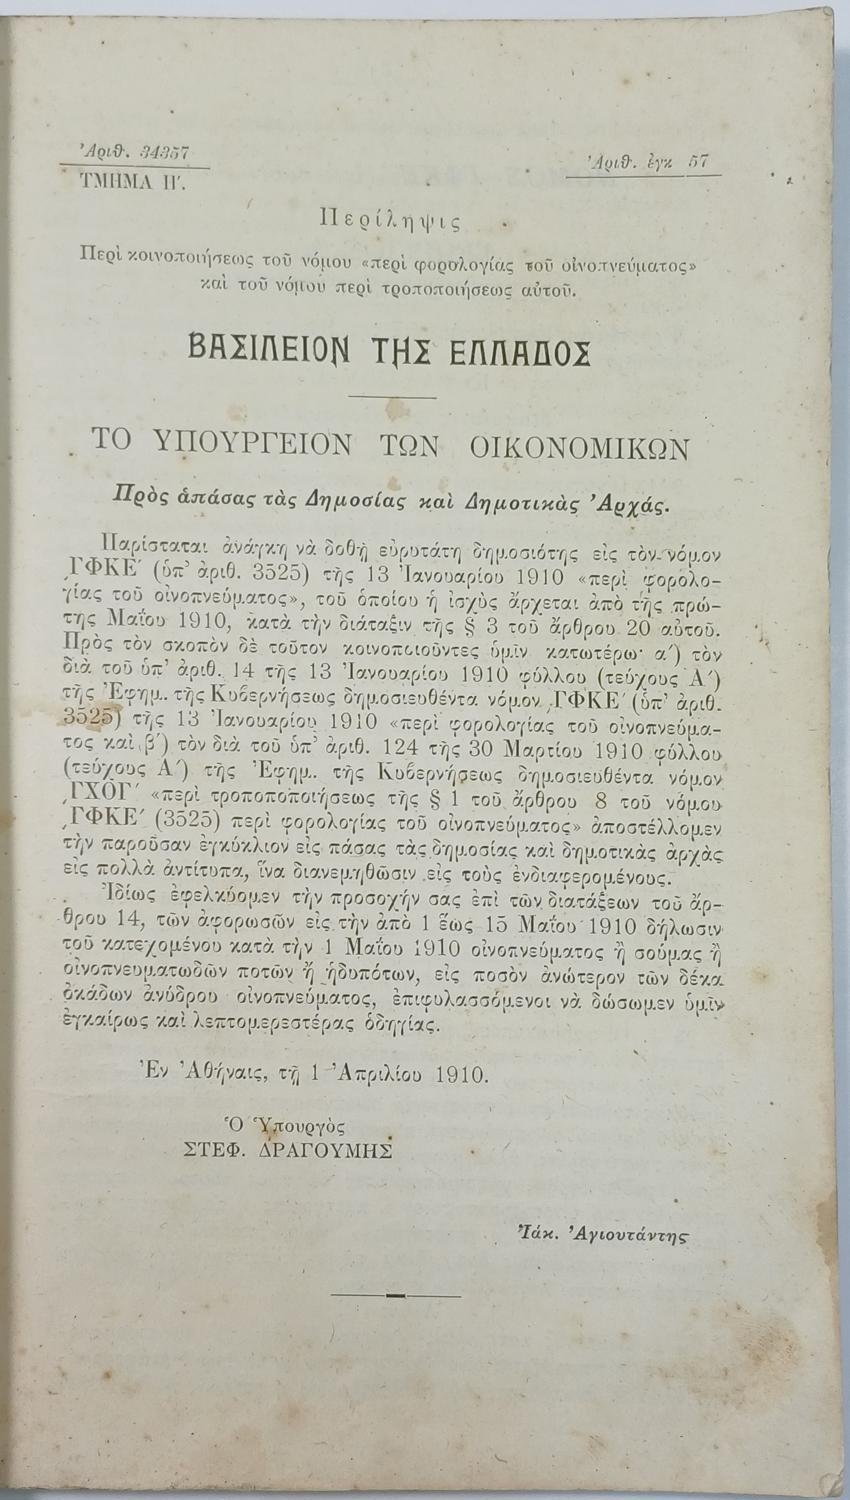 Ἀριθ. 34357
Ἀριθ. ἐγκ 57
ΤΜΗΜΑ Η΄.
Περίληψις
Περὶ κοινοποιήσεως τοῦ νόμου «περὶ φορολογίας τοῦ οἰνοπνεύματος»
καὶ τοῦ νόμου περὶ τροποποιήσεως αὐτοῦ.
ΒΑΣΙΛΕΙΟΝ ΤΗΣ ΕΛΛΑΔΟΣ
ΤΟ ΥΠΟΥΡΓΕΙΟΝ ΤΩΝ ΟΙΚΟΝΟΜΙΚΩΝ
Πρὸς ἁπάσας τὰς Δημοσίας καὶ Δημοτικὰς Ἀρχάς.
Παρίσταται ἀνάγκη νὰ δοθῇ εὐρυτάτη δημοσιότης εἰς τὸν νόμον
͵ΓΦΚΕ΄ (ὑπ’ ἀριθ. 3525) τῆς 13 Ἰανουαρίου 1910 «περὶ φορολο-
γίας τοῦ οἰνοπνεύματος», τοῦ ὁποίου ἡ ἰσχὺς ἄρχεται ἀπὸ τῆς πρώ-
της Μαΐου 1910, κατὰ τὴν διάταξιν τῆς § 3 τοῦ ἄρθρου 20 αὐτοῦ.
Πρὸς τὸν σκοπὸν δὲ τοῦτον κοινοποιοῦντες ὑμῖν κατωτέρω· α΄) τὸν
διὰ τοῦ ὑπ’ ἀριθ. 14 τῆς 13 Ἰανουαρίου 1910 φύλλου (τεύχους Α΄)
τῆς Ἐφημ. τῆς Κυβερνήσεως δημοσιευθέντα νόμον ͵ΓΦΚΕ΄ (ὑπ’ ἀριθ.
3525) τῆς 13 Ἰανουαρίου 1910 «περὶ φορολογίας τοῦ οἰνοπνεύμα-
τος καὶ β΄) τὸν διὰ τοῦ ὑπ’ ἀριθ. 124 τῆς 30 Μαρτίου 1910 φύλλου
(τεύχους Α΄) τῆς Ἐφημ. τῆς Κυβερνήσεως δημοσιευθέντα νόμον
͵ΓΧΟΓ΄ «περὶ τροποποποιήσεως τῆς § 1 τοῦ ἄρθρου 8 τοῦ νόμου
͵ΓΦΚΕ΄ (3525) περὶ φορολογίας τοῦ οἰνοπνεύματος» ἀποστέλλομεν
τὴν παροῦσαν ἐγκύκλιον εἰς πάσας τὰς δημοσίας καὶ δημοτικὰς ἀρχὰς
εἰς πολλὰ ἀντίτυπα, ἵνα διανεμηθῶσιν εἰς τοὺς ἐνδιαφερομένους.
Ἰδίως ἐφελκύομεν τὴν προσοχήν σας ἐπὶ τῶν διατάξεων τοῦ ἄρ-
θρου 14, τῶν ἀφορωσῶν εἰς τὴν ἀπὸ 1 ἕως 15 Μαΐου 1910 δήλωσιν
τοῦ κατεχομένου κατὰ τὴν 1 Μαΐου 1910 οἰνοπνεύματος ἢ σούμας ἢ
οἰνοπνευματωδῶν ποτῶν ἢ ἡδυπότων, εἰς ποσὸν ἀνώτερον τῶν δέκα
ὀκάδων ἀνύδρου οἰνοπνεύματος, ἐπιφυλασσόμενοι νὰ δώσωμεν ὑμῖν
ἐγκαίρως καὶ λεπτομερεστέρας ὁδηγίας.
Ἐν Ἀθήναις, τῇ 1 Ἀπριλίου 1910.
Ὁ Ὑπουργὸς
ΣΤΕΦ. ΔΡΑΓΟΥΜΗΣ
Ἰάκ. Ἀγιουτάντης